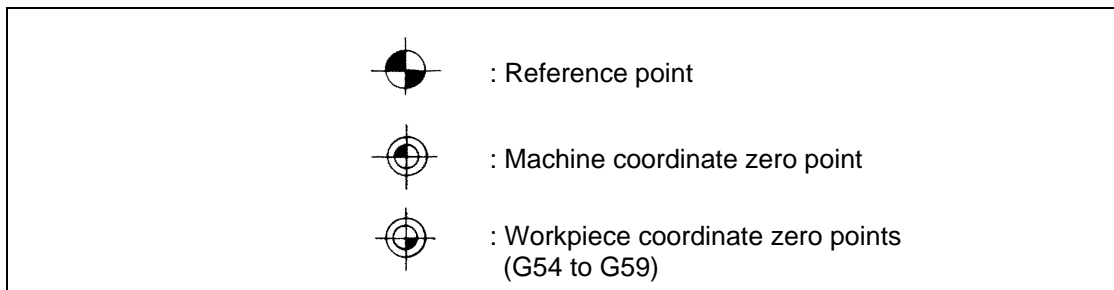 : Reference point
: Machine coordinate zero point
: Workpiece coordinate zero points
(G54 to G59)